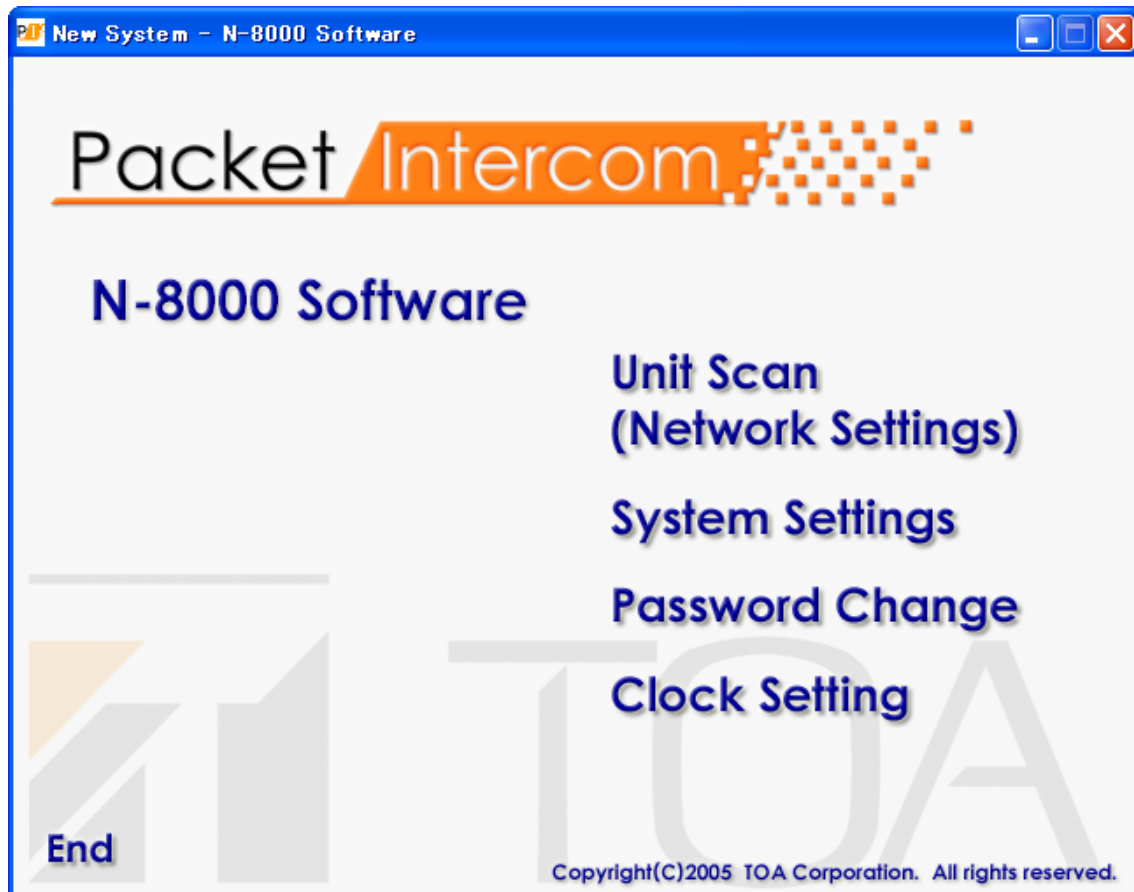 New System - N-8000 Software
Packet Intercom
N-8000 Software
Unit Scan
(Network Settings)
System Settings
Password Change
Clock Setting
TOA
End
Copyright(C)2005 TOA Corporation. All rights reserved.